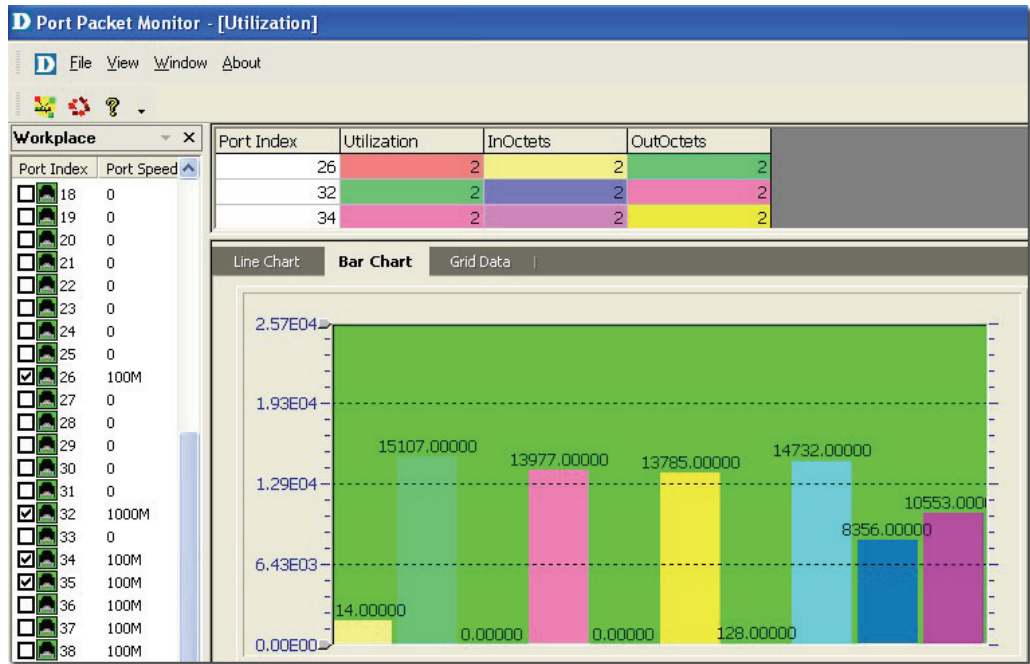 D Port Packet Monitor - [Utilization]
D File View Window About
Workplace
Port Index Port Speed
18 0
19 0
20 0
21 0
22 0
23 0
24 0
25 0
26 100M
27 0
28 0
29 0
30 0
31 0
32 1000M
33 0
34 100M
35 100M
36 100M
37 100M
38 100M
Port Index Utilization InOctets OutOctets
26 2 2 2
32 2 2 2
34 2 2 2
Line Chart Bar Chart Grid Data
2.57E04
1.93E04
1.29E04
6.43E03
0.00E00
14.00000
15107.00000
0.00000
13977.00000
0.00000
13785.00000
128.00000
14732.00000
8356.00000
10553.000